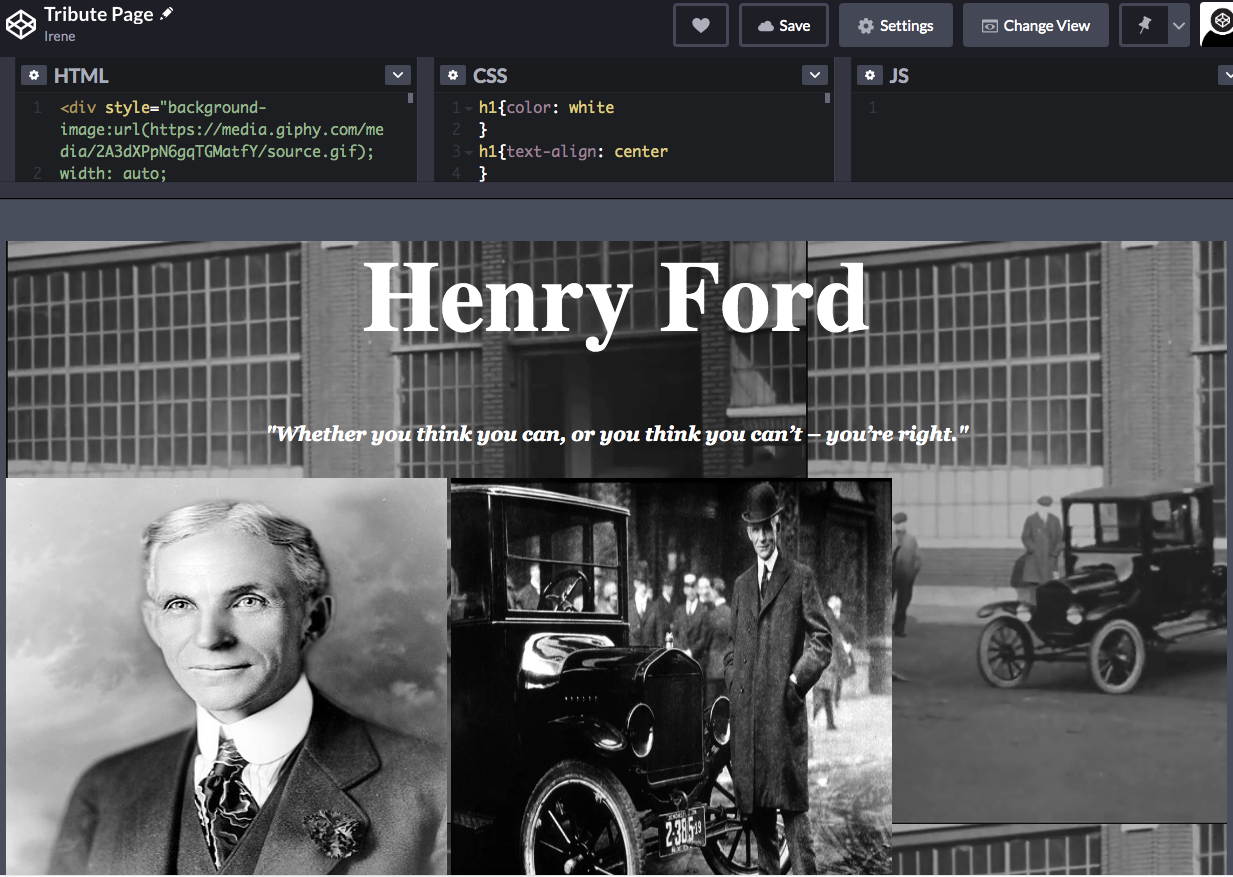 Tribute Page
Irene
Save
Settings
Change View
HTML
CSS
JS
1 <div style="background-
image:url(https://media.giphy.com/me
dia/2A3dXPpN6gqTGMatfY/source.gif);
2 width: auto;
1 h1{color: white
2 }
3 h1{text-align: center
4 }
1
Henry Ford
"Whether you think you can, or you think you can’t – you’re right."